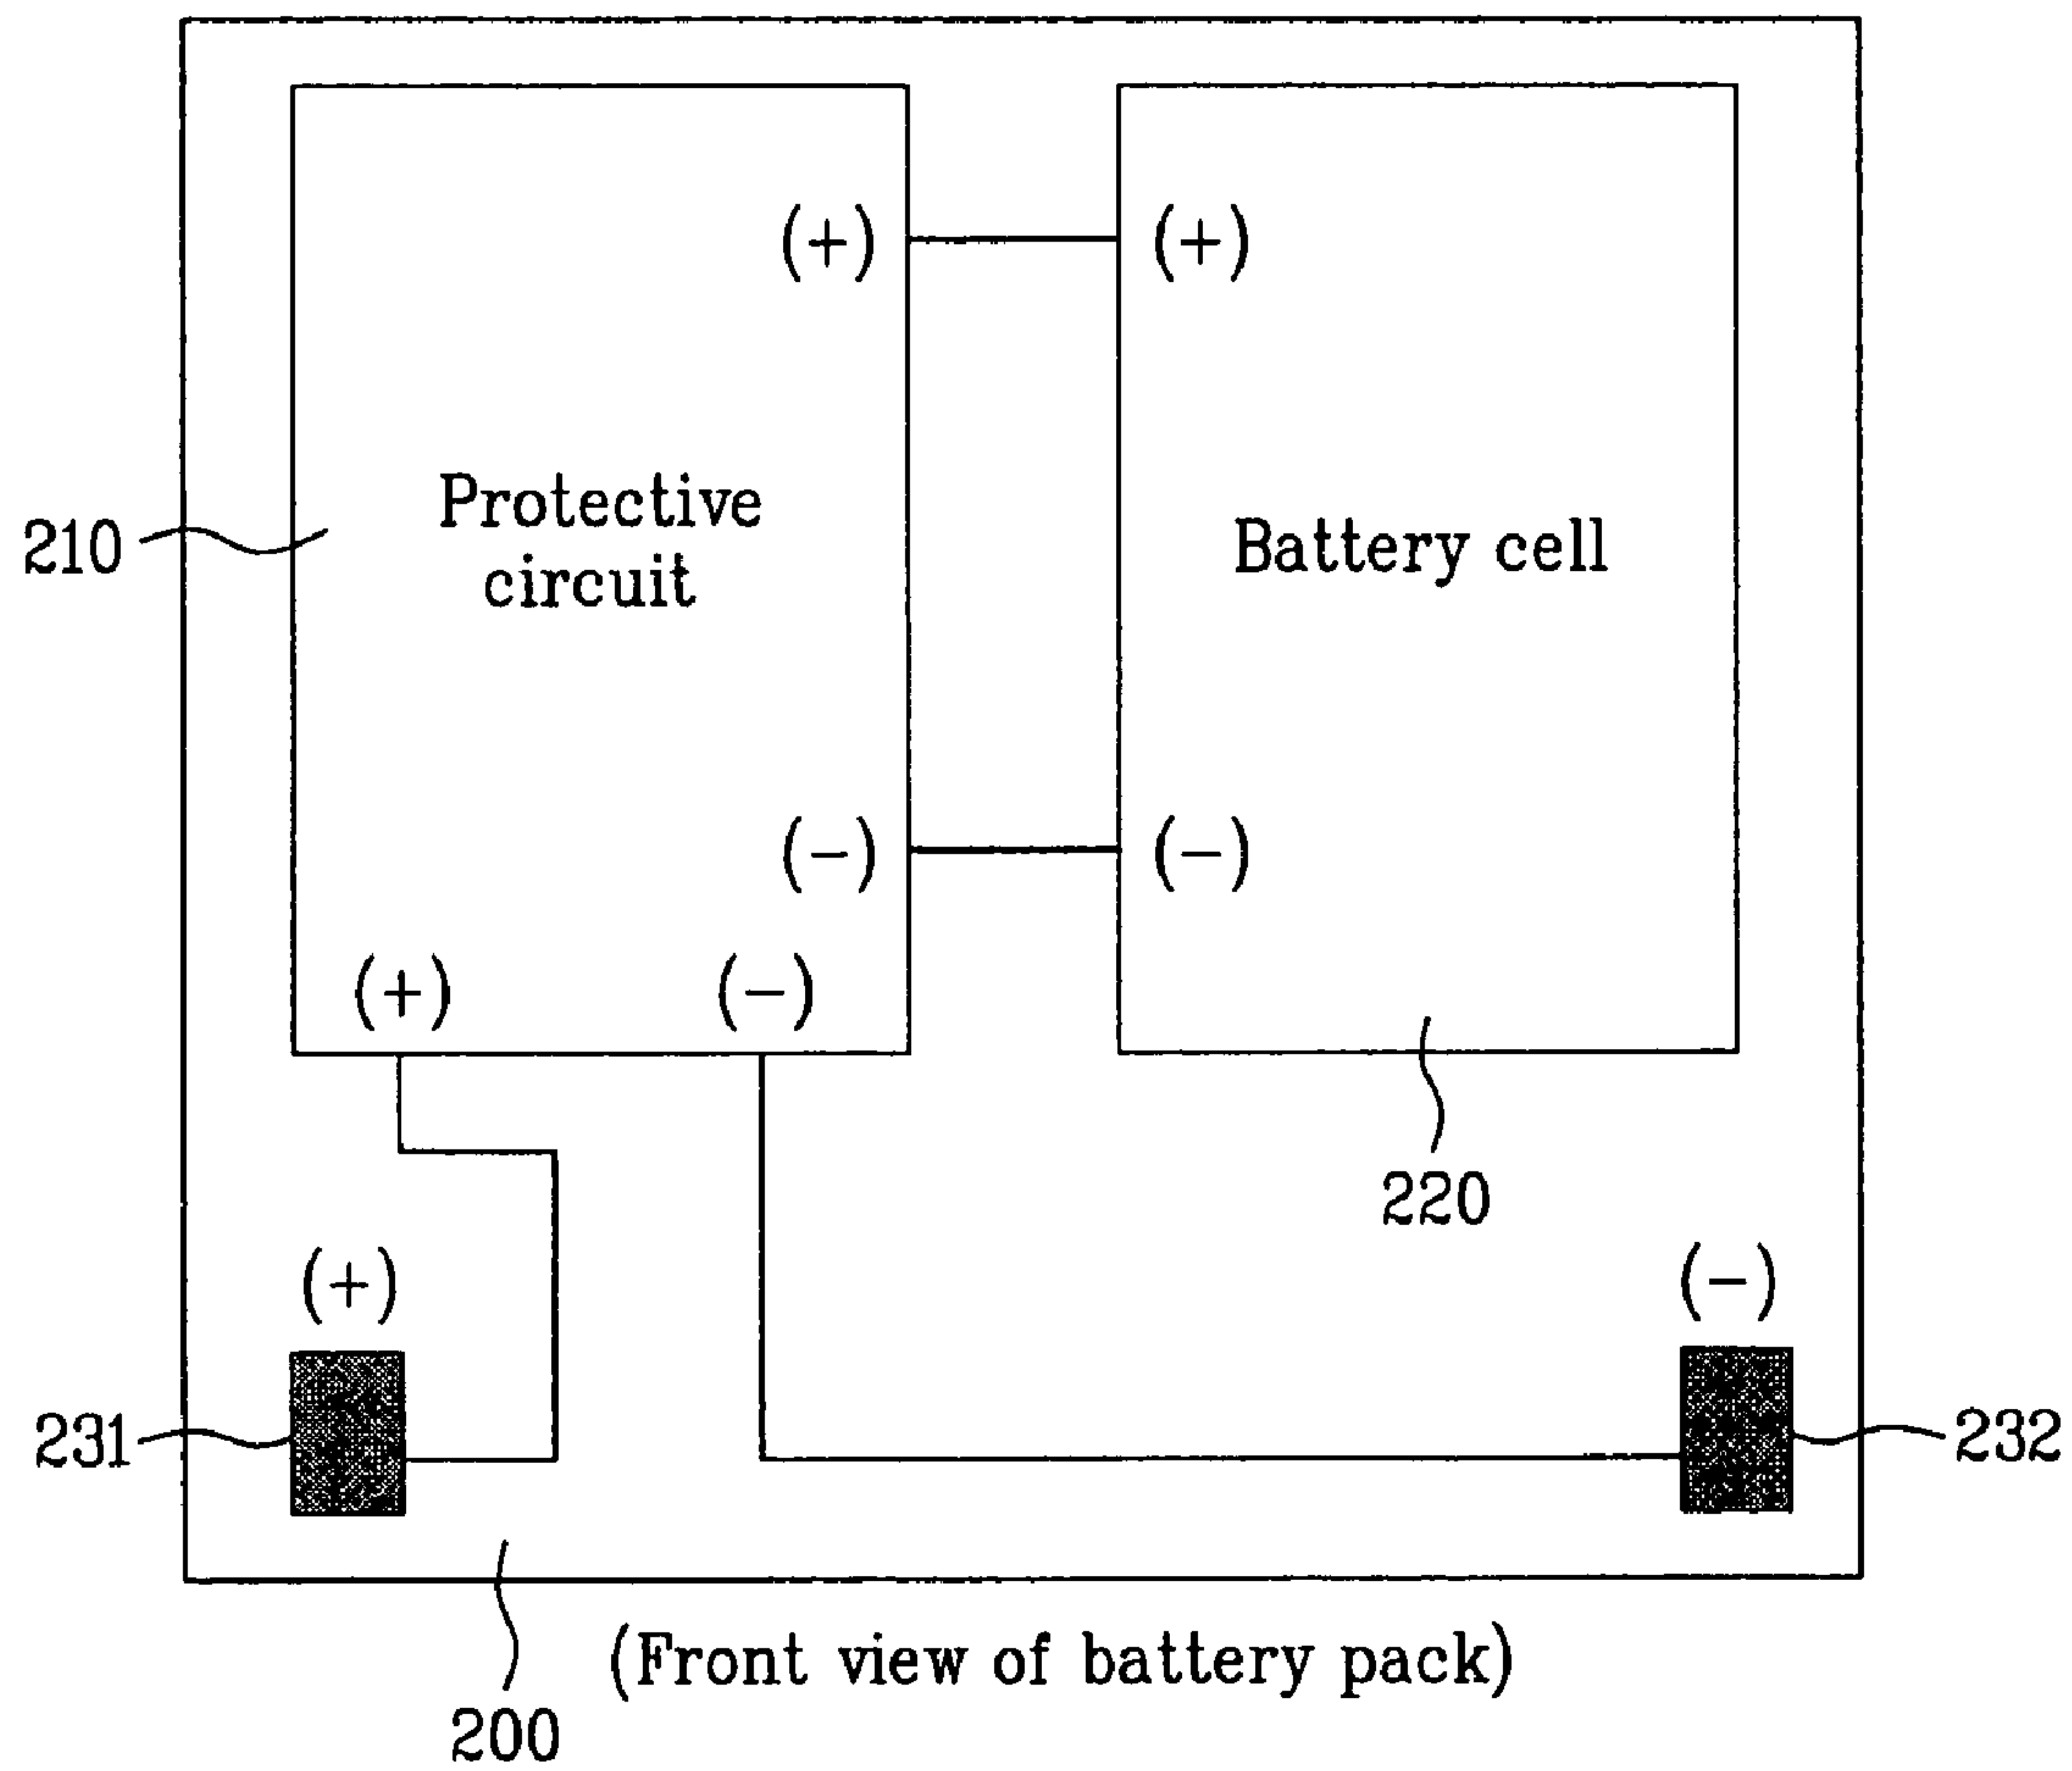 (+) (+)
Protective
circuit
Battery cell
210
(-) (-)
(+) (-)
220
(+) (-)
231 232
(Front view of battery pack)
200